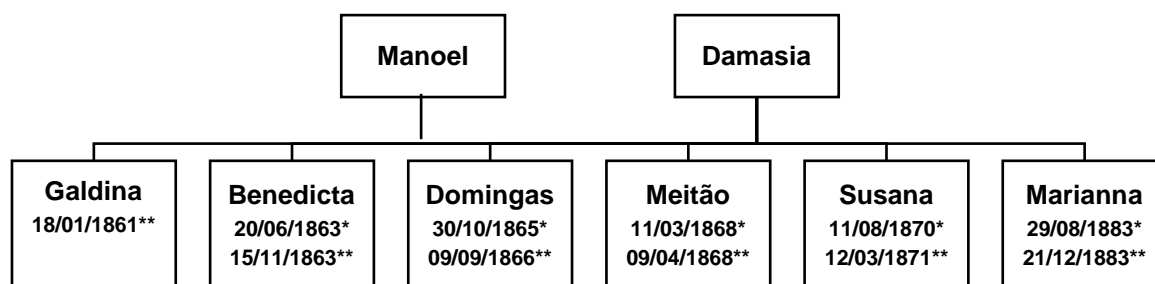 Manoel
Damasia
Galdina
18/01/1861**
Benedicta
20/06/1863*
15/11/1863**
Domingas
30/10/1865*
09/09/1866**
Meitão
11/03/1868*
09/04/1868**
Susana
11/08/1870*
12/03/1871**
Marianna
29/08/1883*
21/12/1883**